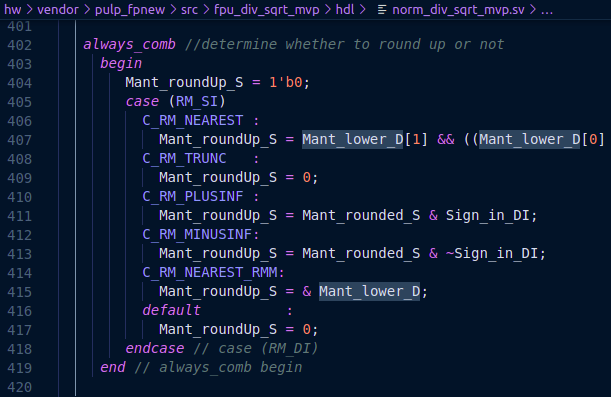 hw > vendor > pulp_fpnew > src > fpu_div_sqrt_mvp > hdl > norm_div_sqrt_mvp.sv > ...
401
402 always_comb //determine whether to round up or not
403 begin
404 Mant_roundUp_S = 1'b0;
405 case (RM_SI)
406 C_RM_NEAREST :
407 Mant_roundUp_S = Mant_lower_D[1] && ((Mant_lower_D[0]
408 C_RM_TRUNC :
409 Mant_roundUp_S = 0;
410 C_RM_PLUSINF :
411 Mant_roundUp_S = Mant_rounded_S & Sign_in_DI;
412 C_RM_MINUSINF:
413 Mant_roundUp_S = Mant_rounded_S & ~Sign_in_DI;
414 C_RM_NEAREST_RMM:
415 Mant_roundUp_S = & Mant_lower_D;
416 default :
417 Mant_roundUp_S = 0;
418 endcase // case (RM_DI)
419 end // always_comb begin
420